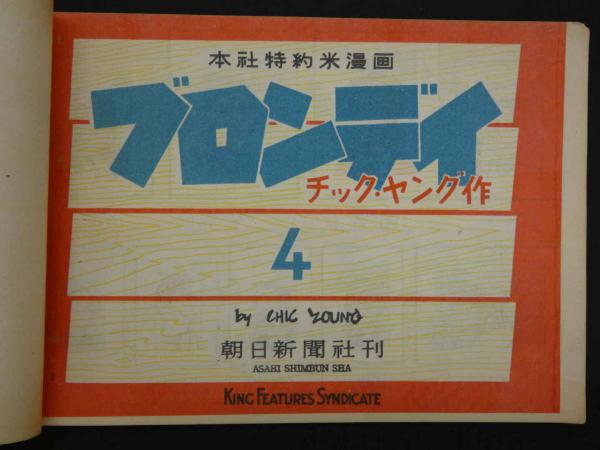 本社特約米漫画
ブロンディ
チック・ヤング作
4
by CHIC YOUNG
朝日新聞社刊
ASAHI SHIMBUN SHA
KING FEATURES SYNDICATE